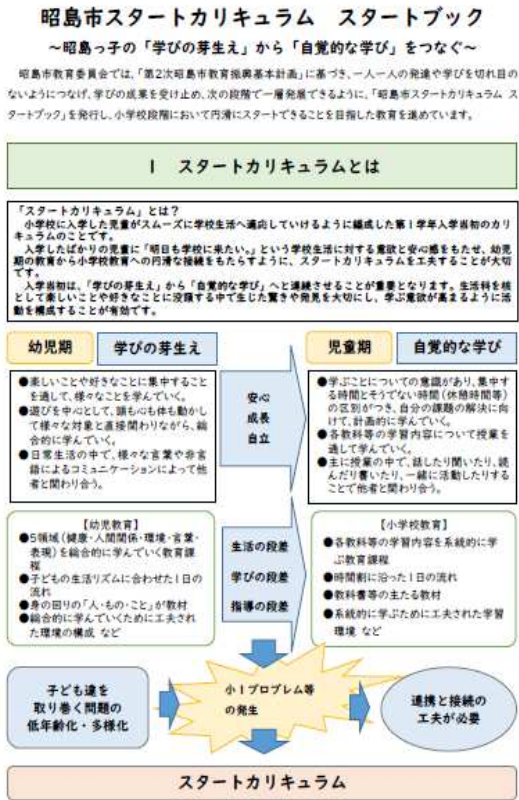 昭島市スタートカリキュラム　スタートブック
～昭島っ子の「学びの芽生え」から「自覚的な学び」をつなぐ～
昭島市教育委員会では、「第2次昭島市教育振興基本計画」に基づき、一人一人の発達や学びを切れ目の
ないようにつなげ、学びの成果を受け止め、次の段階で一層発展できるように、「昭島市スタートカリキュラム ス
タートブック」を発行し、小学校段階において円滑にスタートできることを目指した教育を進めています。
1　スタートカリキュラムとは
「スタートカリキュラム」とは？
小学校に入学した児童がスムーズに学校生活へ適応していけるように編成した第1学年入学当初のカリ
キュラムのことです。
入学したばかりの児童に「明日も学校に来たい。」という学校生活に対する意欲と安心感をもたせ、幼児
期の教育から小学校教育への円滑な接続をもたらすように、スタートカリキュラムを工夫することが大切
です。
入学当初は、「学びの芽生え」から「自覚的な学び」へと連続させることが重要となります。生活科を核
として楽しいことや好きなことに没頭する中で生じた驚きや発見を大切にし、学ぶ意欲が高まるように活
動を構成することが有効です。
幼児期
学びの芽生え
●楽しいことや好きなことに集中すること
を通して、様々なことを学んでいく。
●遊びを中心として、頭も心も体も動かし
て様々な対象と直接関わりながら、総
合的に学んでいく。
●日常生活の中で、様々な言葉や非言
語によるコミュニケーションによって他
者と関わり合う。
安心
成長
自立
児童期
自覚的な学び
●学ぶことについての意識があり、集中す
る時間とそうでない時間（休憩時間等）
の区別がつき、自分の課題の解決に向
けて、計画的に学んでいく。
●各教科等の学習内容について授業を
通して学んでいく。
●主に授業の中で、話したり聞いたり、読
んだり書いたり、一緒に活動したりする
ことで他者と関わり合う。
【幼児教育】
●5領域（健康・人間関係・環境・言葉・
表現）を総合的に学んでいく教育課
程
●子どもの生活リズムに合わせた1日の
流れ
●身の回りの「人・もの・こと」が教材
●総合的に学んでいくために工夫され
た環境の構成 など
生活の段差
学びの段差
指導の段差
【小学校教育】
●各教科等の学習内容を系統的に学
ぶ教育課程
●時間割に沿った1日の流れ
●教科書等の主たる教材
●系統的に学ぶために工夫された学習
環境 など
子ども達を
取り巻く問題の
低年齢化・多様化
小1プロブレム等
の発生
連携と接続の
工夫が必要
スタートカリキュラム